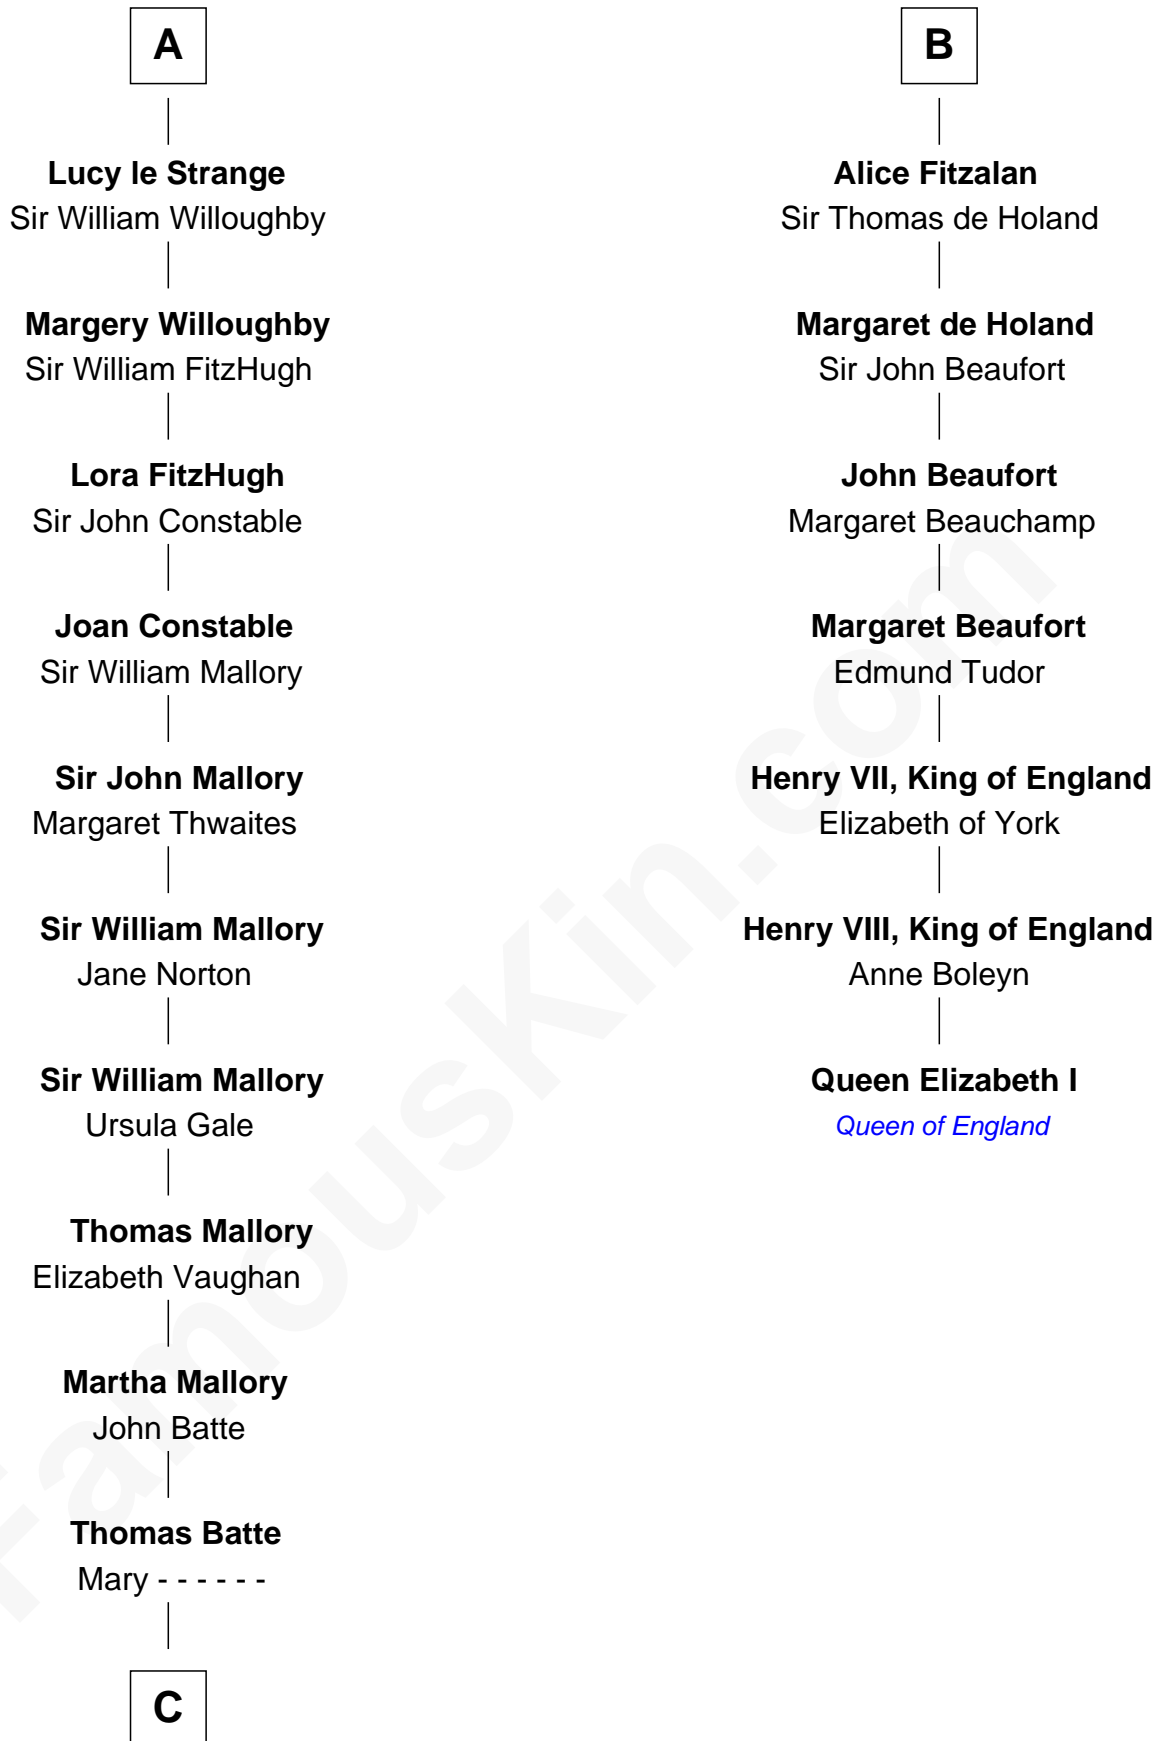 A
Lucy le Strange
Sir William Willoughby
Margery Willoughby
Sir William FitzHugh
Lora FitzHugh
Sir John Constable
Joan Constable
Sir William Mallory
Sir John Mallory
Margaret Thwaites
Sir William Mallory
Jane Norton
Sir William Mallory
Ursula Gale
Thomas Mallory
Elizabeth Vaughan
Martha Mallory
John Batte
Thomas Batte
Mary - - - - - -
C
B
Alice Fitzalan
Sir Thomas de Holand
Margaret de Holand
Sir John Beaufort
John Beaufort
Margaret Beauchamp
Margaret Beaufort
Edmund Tudor
Henry VII, King of England
Elizabeth of York
Henry VIII, King of England
Anne Boleyn
Queen Elizabeth I
Queen of England
FamousKin.com